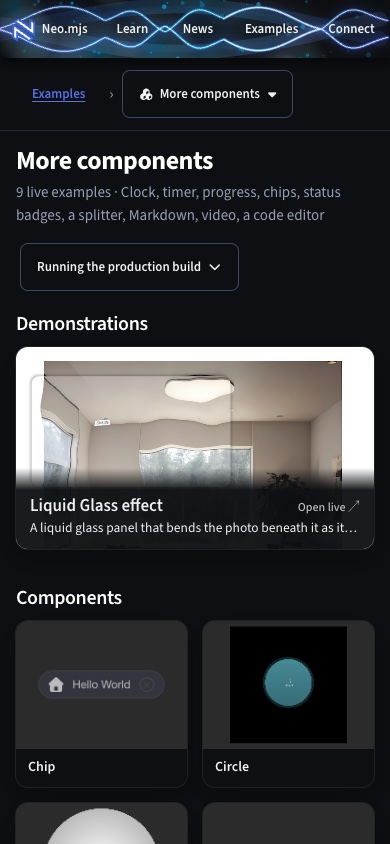 Neo.mjs Learn News Examples Connect
Examples › More components
More components
9 live examples · Clock, timer, progress, chips, status
badges, a splitter, Markdown, video, a code editor
Running the production build
Demonstrations
Liquid Glass effect
Open live ↗
A liquid glass panel that bends the photo beneath it as it…
Components
Hello World
Chip
Circle